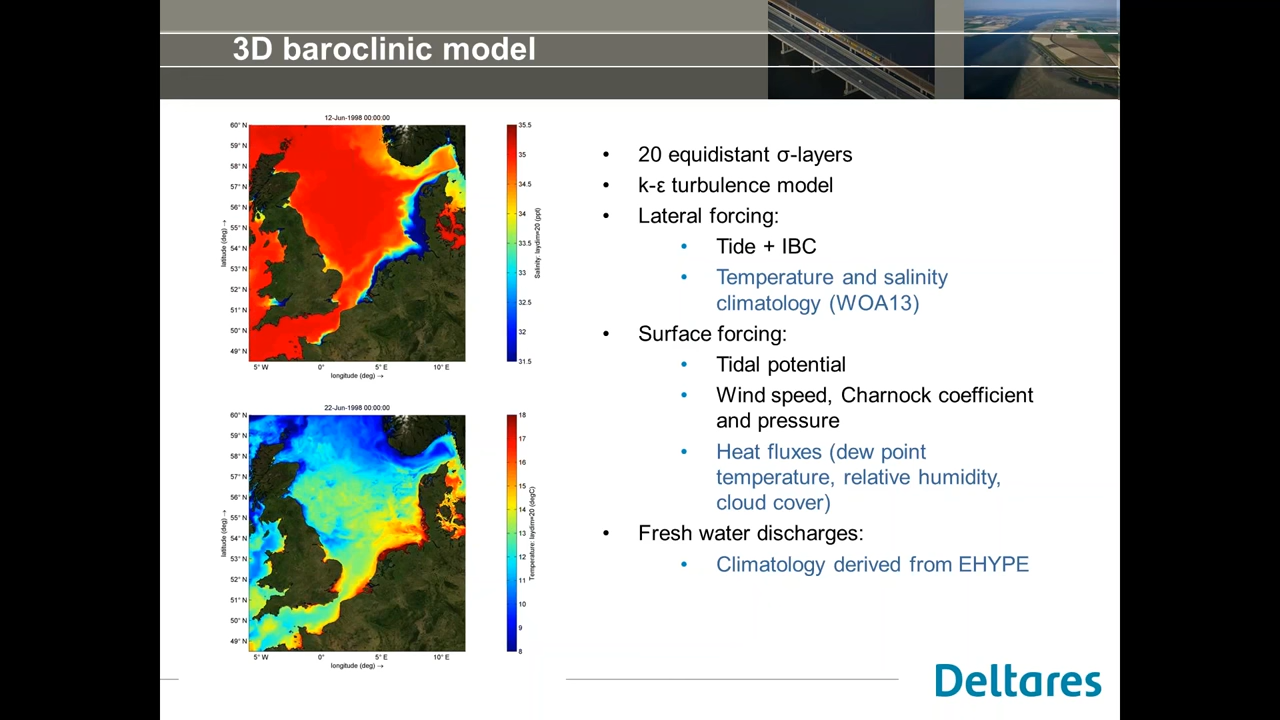 3D baroclinic model
12-Jun-1998 00:00:00
60° N
59° N
58° N
57° N
56° N
55° N
54° N
53° N
52° N
51° N
50° N
49° N
latitude (deg) →
5° W 0° 5° E 10° E
longitude (deg) →
35.5
35
34.5
34
33.5
33
32.5
32
31.5
Salinity: laydim=20 (ppt)
22-Jun-1998 00:00:00
60° N
59° N
58° N
57° N
56° N
55° N
54° N
53° N
52° N
51° N
50° N
49° N
latitude (deg) →
5° W 0° 5° E 10° E
longitude (deg) →
18
17
16
15
14
13
12
11
10
9
8
Temperature: laydim=20 (degC)
• 20 equidistant σ-layers
• k-ε turbulence model
• Lateral forcing:
• Tide + IBC
• Temperature and salinity
climatology (WOA13)
• Surface forcing:
• Tidal potential
• Wind speed, Charnock coefficient
and pressure
• Heat fluxes (dew point
temperature, relative humidity,
cloud cover)
• Fresh water discharges:
• Climatology derived from EHYPE
Deltares